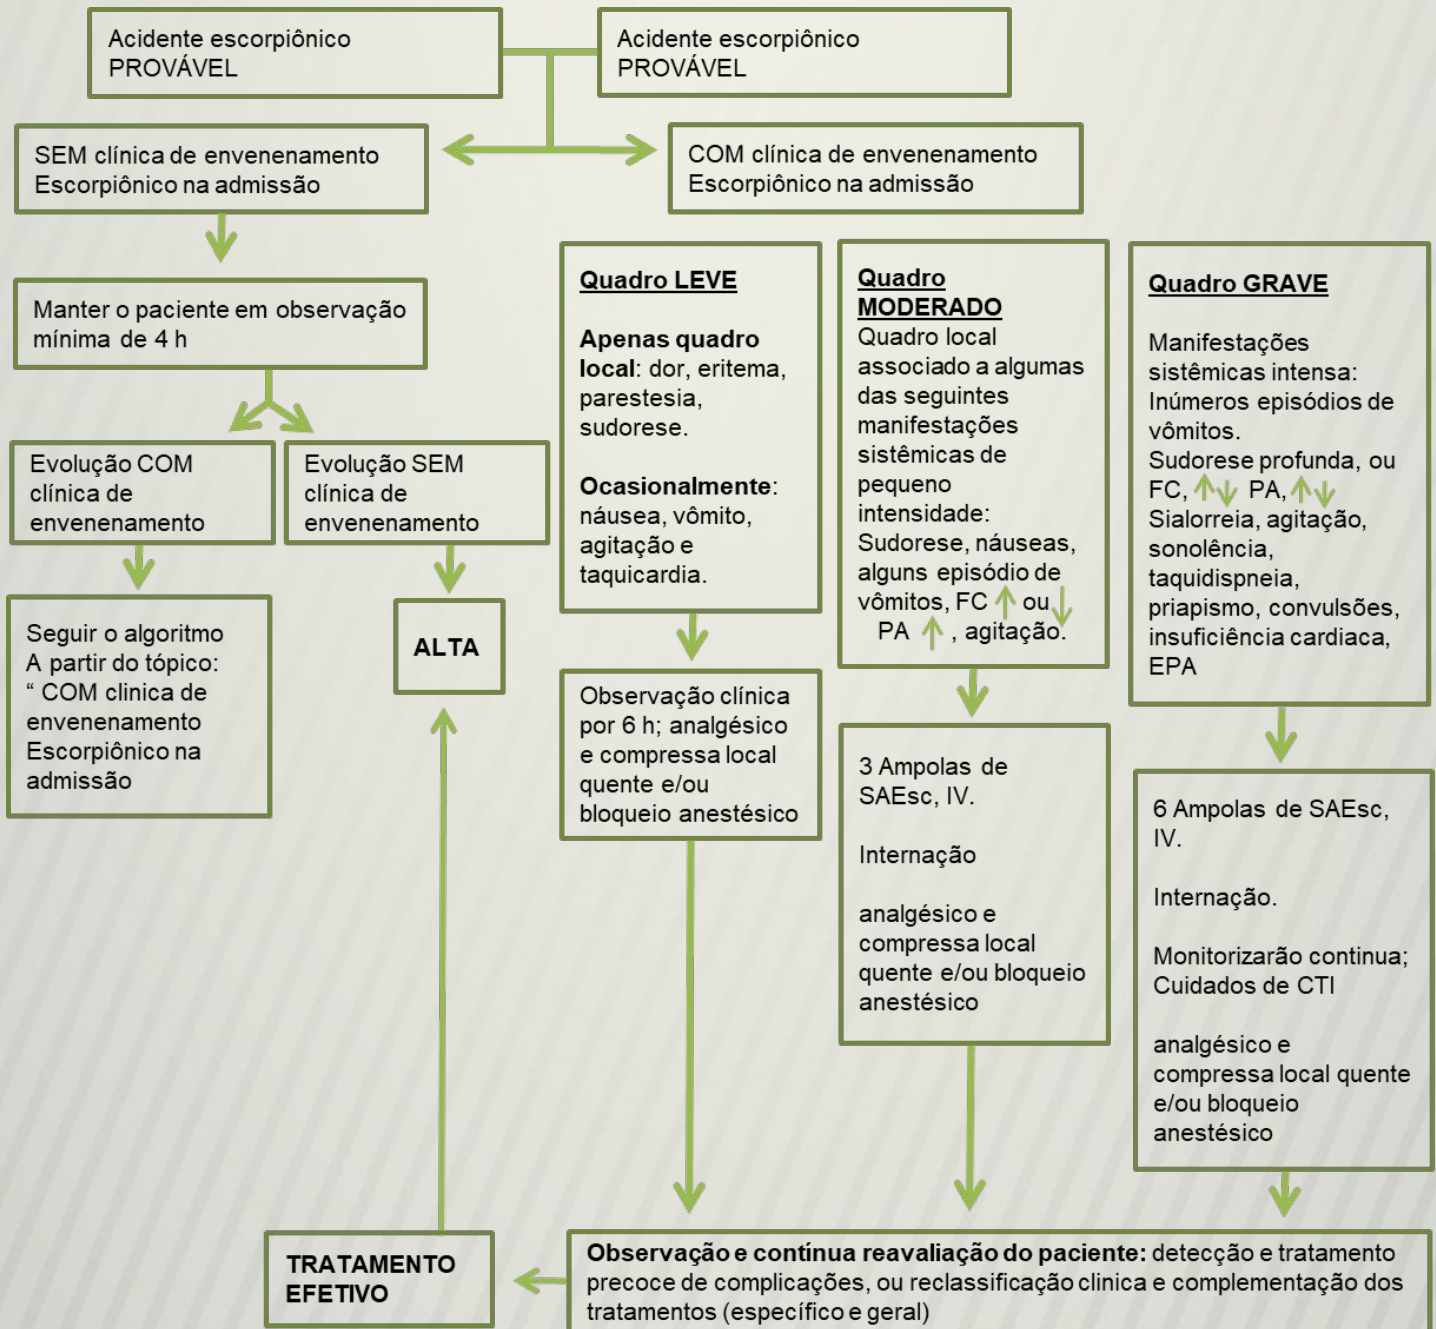 Acidente escorpiônico
PROVÁVEL
Acidente escorpiônico
PROVÁVEL
SEM clínica de envenenamento
Escorpiônico na admissão
COM clínica de envenenamento
Escorpiônico na admissão
Manter o paciente em observação
mínima de 4 h
Evolução COM
clínica de
envenenamento
Evolução SEM
clínica de
envenenamento
Seguir o algoritmo
A partir do tópico:
“ COM clinica de
envenenamento
Escorpiônico na
admissão
ALTA
Quadro LEVE
Apenas quadro
local: dor, eritema,
parestesia,
sudorese.
Ocasionalmente:
náusea, vômito,
agitação e
taquicardia.
Observação clínica
por 6 h; analgésico
e compressa local
quente e/ou
bloqueio anestésico
Quadro
MODERADO
Quadro local
associado a algumas
das seguintes
manifestações
sistêmicas de
pequeno
intensidade:
Sudorese, náuseas,
alguns episódio de
vômitos, FC ↑ ou ↓
PA ↑ , agitação.
3 Ampolas de
SAEsc, IV.
Internação
analgésico e
compressa local
quente e/ou bloqueio
anestésico
Quadro GRAVE
Manifestações
sistêmicas intensa:
Inúmeros episódios de
vômitos.
Sudorese profunda, ou
FC, ↑↓ PA, ↑↓
Sialorreia, agitação,
sonolência,
taquidispneia,
priapismo, convulsões,
insuficiência cardiaca,
EPA
6 Ampolas de SAEsc,
IV.
Internação.
Monitorizarão continua;
Cuidados de CTI
analgésico e
compressa local quente
e/ou bloqueio
anestésico
TRATAMENTO
EFETIVO
Observação e contínua reavaliação do paciente: detecção e tratamento
precoce de complicações, ou reclassificação clinica e complementação dos
tratamentos (específico e geral)